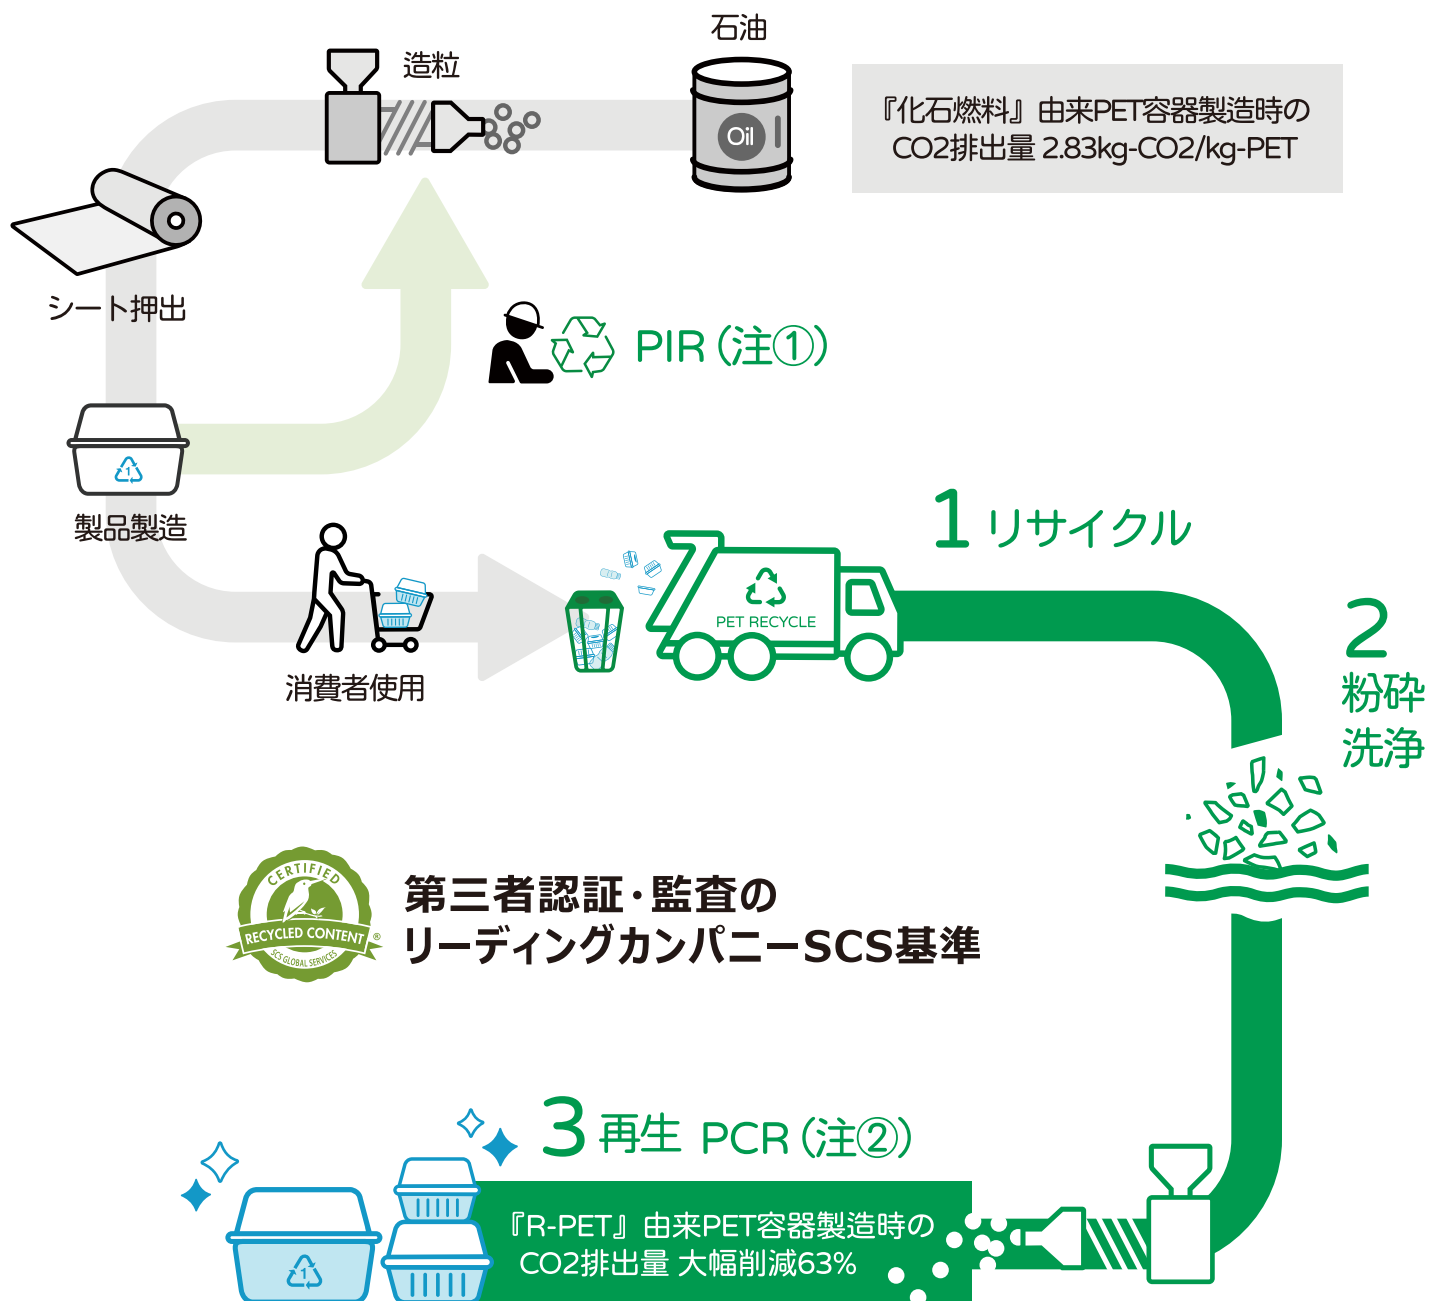 石油
造粒
Oil
『化石燃料』由来PET容器製造時の
CO2排出量 2.83kg-CO2/kg-PET
シート押出
PIR（注①）
1
製品製造
1 リサイクル
PET RECYCLE
消費者使用
2
粉砕
洗浄
CERTIFIED
RECYCLED CONTENT ®
SCS GLOBAL SERVICES
第三者認証・監査の
リーディングカンパニーSCS基準
3 再生 PCR（注②）
『R-PET』由来PET容器製造時の
CO2排出量 大幅削減63%
1